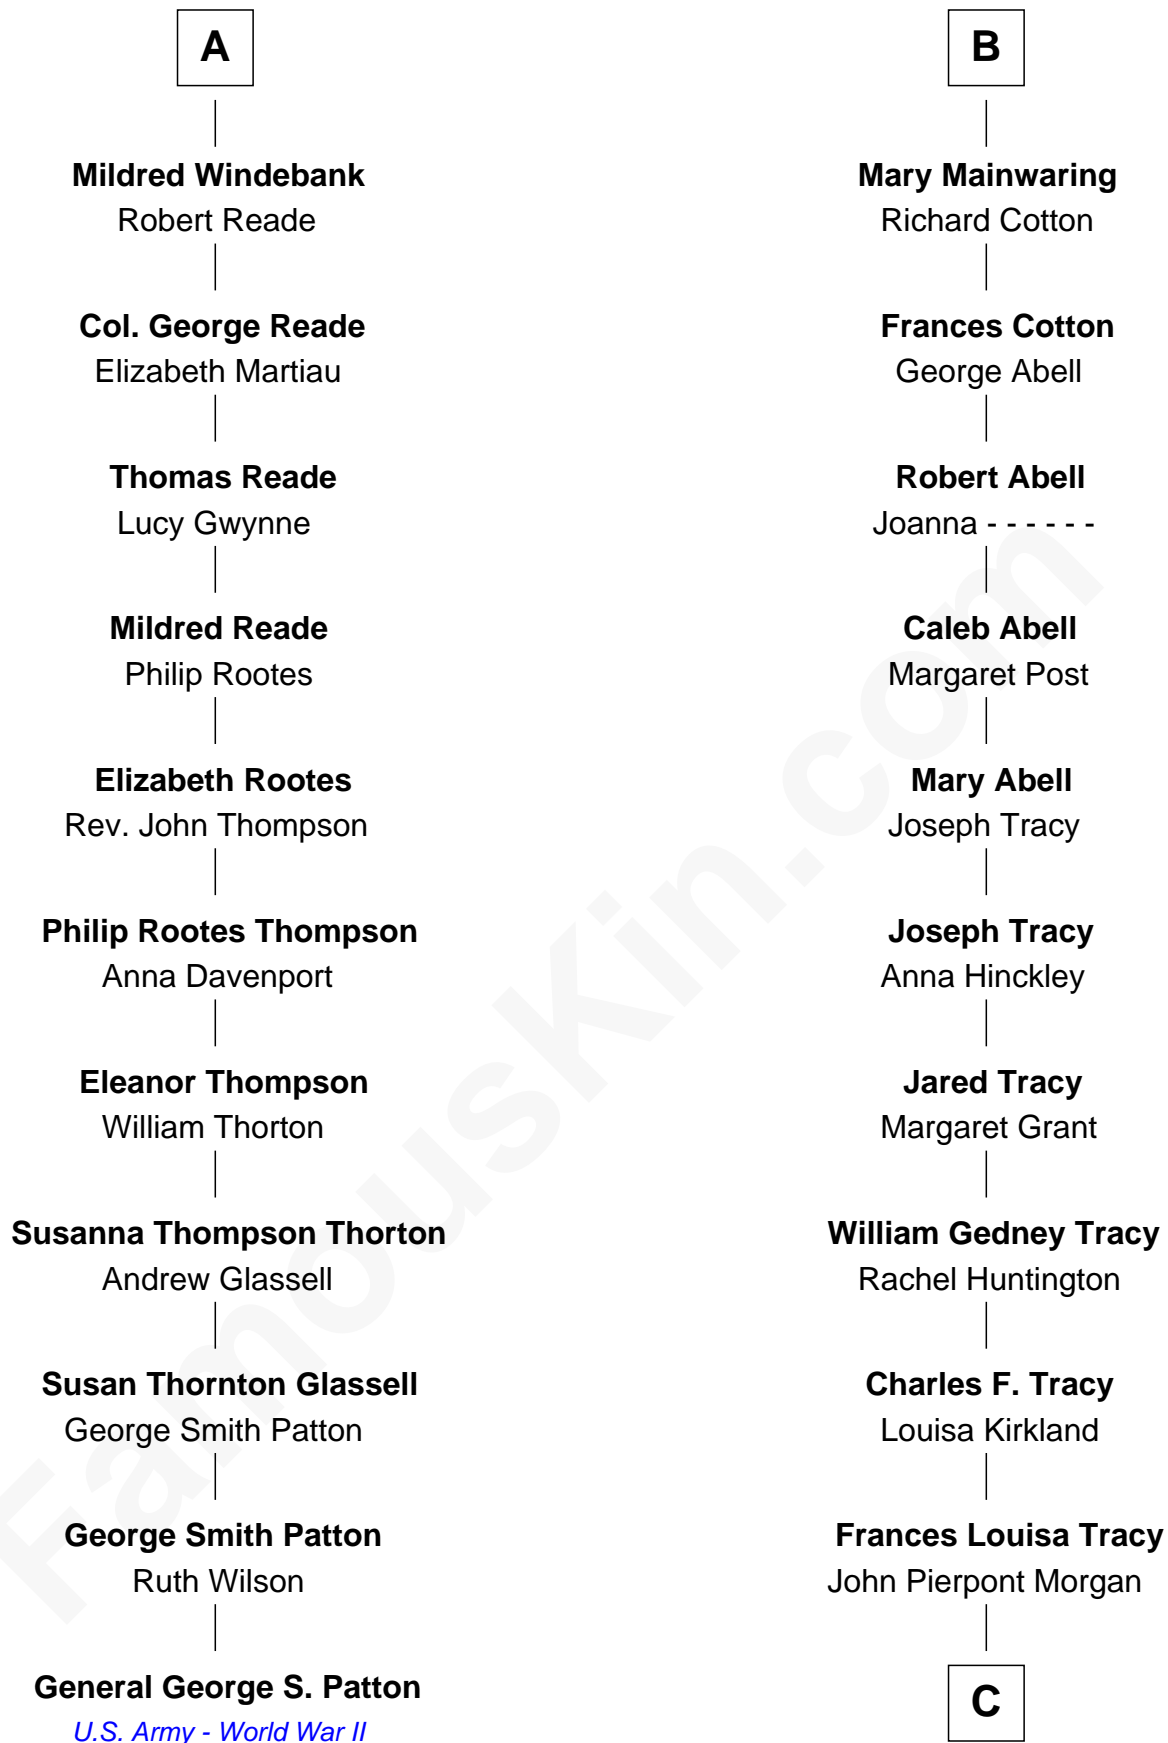 A
Mildred Windebank
Robert Reade
Col. George Reade
Elizabeth Martiau
Thomas Reade
Lucy Gwynne
Mildred Reade
Philip Rootes
Elizabeth Rootes
Rev. John Thompson
Philip Rootes Thompson
Anna Davenport
Eleanor Thompson
William Thorton
Susanna Thompson Thorton
Andrew Glassell
Susan Thornton Glassell
George Smith Patton
George Smith Patton
Ruth Wilson
General George S. Patton
U.S. Army - World War II
B
Mary Mainwaring
Richard Cotton
Frances Cotton
George Abell
Robert Abell
Joanna - - - - - -
Caleb Abell
Margaret Post
Mary Abell
Joseph Tracy
Joseph Tracy
Anna Hinckley
Jared Tracy
Margaret Grant
William Gedney Tracy
Rachel Huntington
Charles F. Tracy
Louisa Kirkland
Frances Louisa Tracy
John Pierpont Morgan
C
FamousKin.com